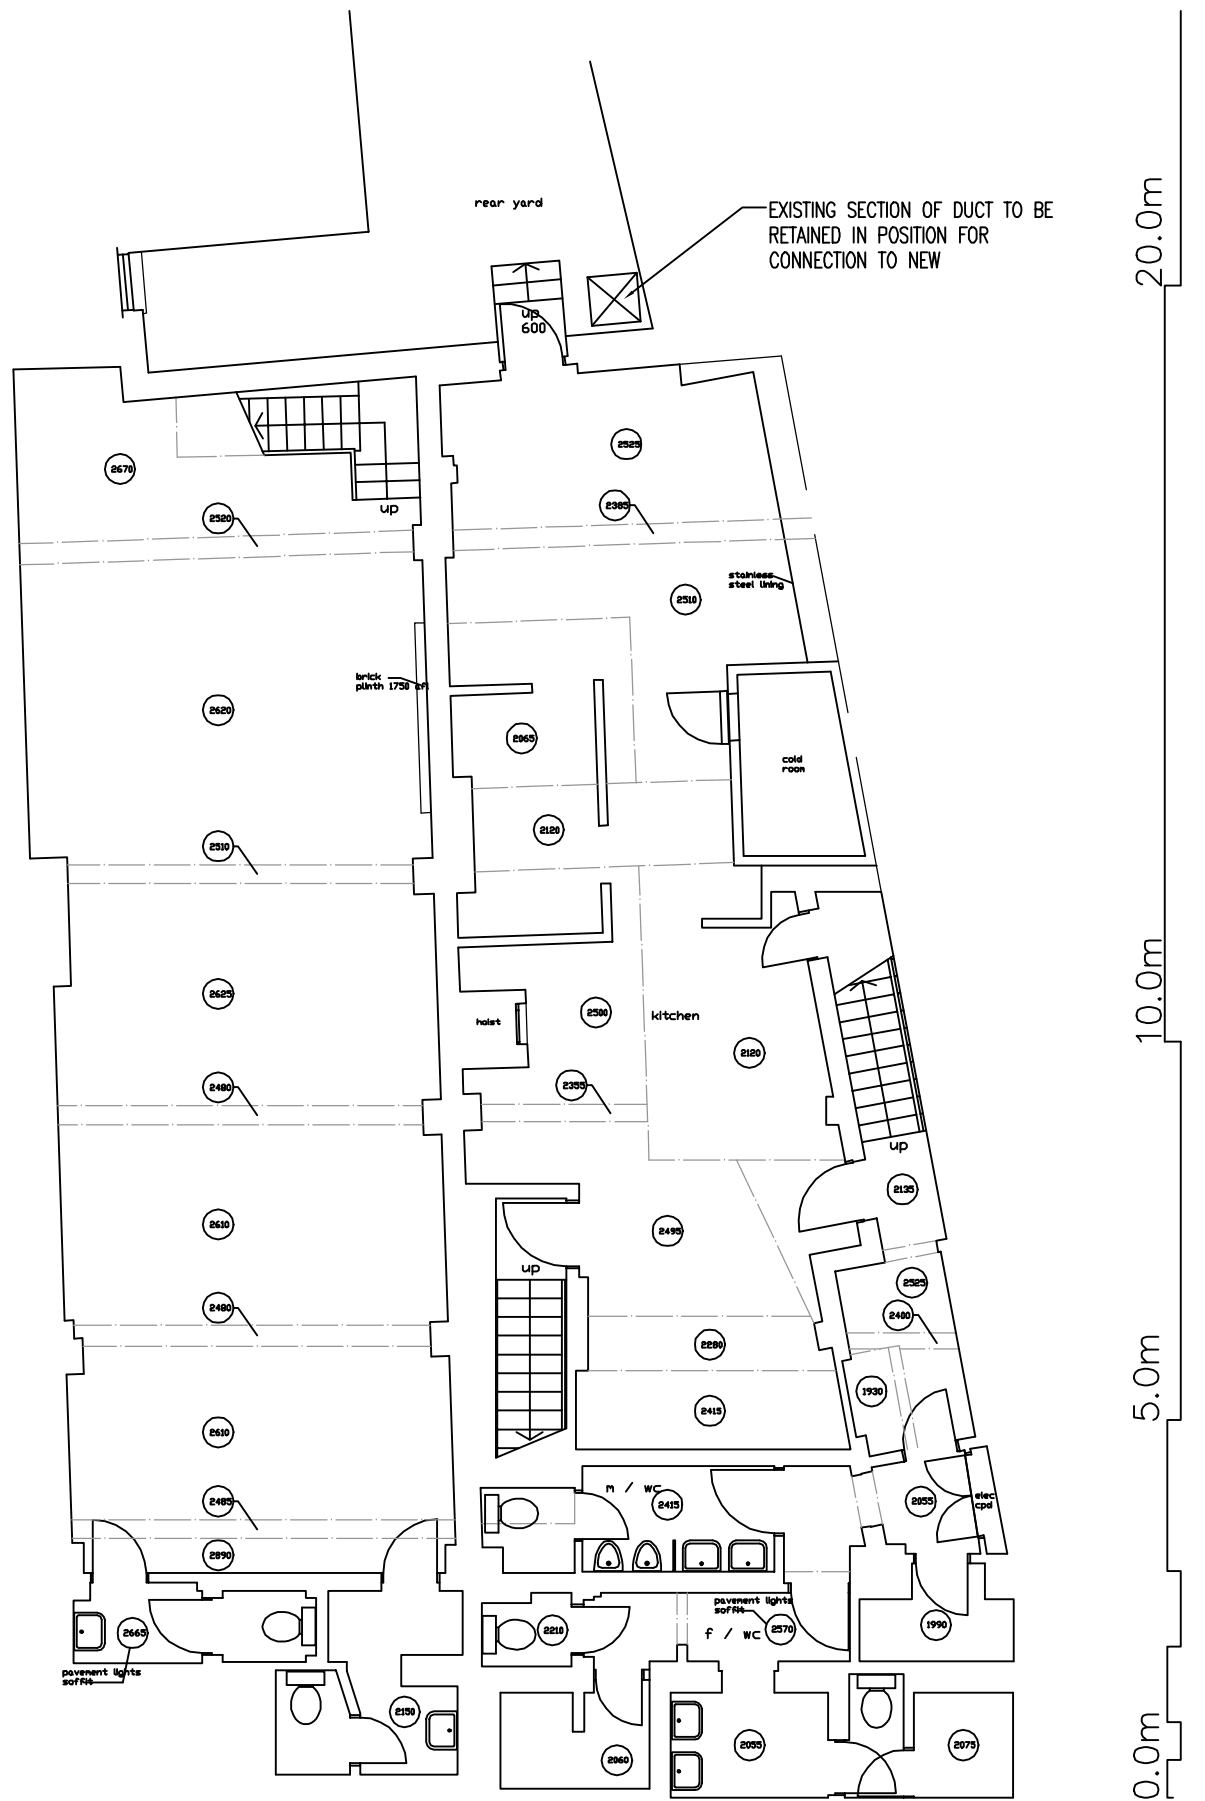 rear yard
EXISTING SECTION OF DUCT TO BE
RETAINED IN POSITION FOR
CONNECTION TO NEW
20.0m
up
600
2525
2670
2385
up
2520
stainless
steel lining
2510
brick
plinth 1750 afl
2620
2065
cold
room
2120
2510
10.0m
2625
2500
kitchen
hoist
2120
2355
2480
up
2135
2610
2495
up
2525
2480
2400
2280
5.0m
1930
2415
2610
m / wc
2485
2415
2055
elec
cpd
2890
pavement lights
soffit
2665
2210
f / wc
2570
1990
pavement lights
soffit
2150
2060
2055
2075
0.0m